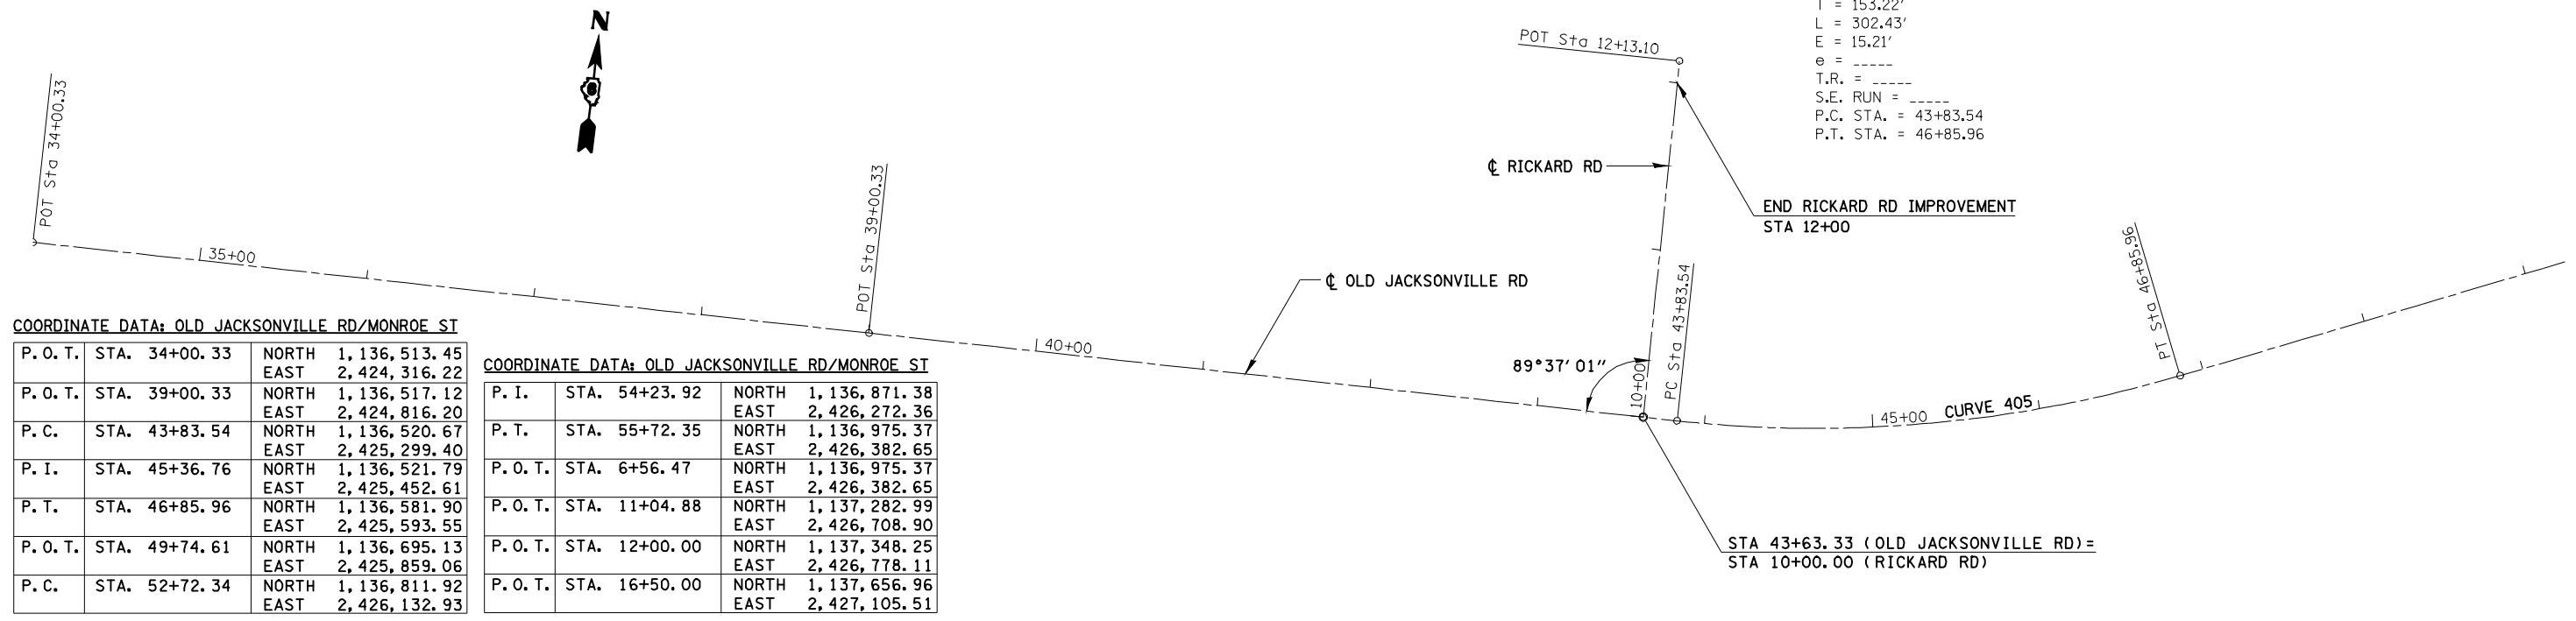 N
6
POT Sta 34+00.33
35+00
POT Sta 39+00.33
40+00
℄ OLD JACKSONVILLE RD
POT Sta 12+13.10
℄ RICKARD RD
END RICKARD RD IMPROVEMENT
STA 12+00
T = 153.22'
L = 302.43'
E = 15.21'
e = _____
T.R. = _____
S.E. RUN = _____
P.C. STA. = 43+83.54
P.T. STA. = 46+85.96
89°37'01"
10+00
PC Sta 43+83.54
45+00
CURVE 405
PT Sta 46+85.96
STA 43+63.33 (OLD JACKSONVILLE RD)=
STA 10+00.00 (RICKARD RD)
COORDINATE DATA: OLD JACKSONVILLE RD/MONROE ST
P.O.T. STA. 34+00.33 NORTH 1,136,513.45
EAST 2,424,316.22
P.O.T. STA. 39+00.33 NORTH 1,136,517.12
EAST 2,424,816.20
P.C. STA. 43+83.54 NORTH 1,136,520.67
EAST 2,425,299.40
P.I. STA. 45+36.76 NORTH 1,136,521.79
EAST 2,425,452.61
P.T. STA. 46+85.96 NORTH 1,136,581.90
EAST 2,425,593.55
P.O.T. STA. 49+74.61 NORTH 1,136,695.13
EAST 2,425,859.06
P.C. STA. 52+72.34 NORTH 1,136,811.92
EAST 2,426,132.93
COORDINATE DATA: OLD JACKSONVILLE RD/MONROE ST
P.I. STA. 54+23.92 NORTH 1,136,871.38
EAST 2,426,272.36
P.T. STA. 55+72.35 NORTH 1,136,975.37
EAST 2,426,382.65
P.O.T. STA. 6+56.47 NORTH 1,136,975.37
EAST 2,426,382.65
P.O.T. STA. 11+04.88 NORTH 1,137,282.99
EAST 2,426,708.90
P.O.T. STA. 12+00.00 NORTH 1,137,348.25
EAST 2,426,778.11
P.O.T. STA. 16+50.00 NORTH 1,137,656.96
EAST 2,427,105.51